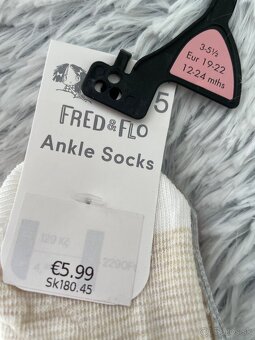 3-5½
Eur 19-22
12-24 mths
5
FRED&FLO
Ankle Socks
€5.99
Sk180.45